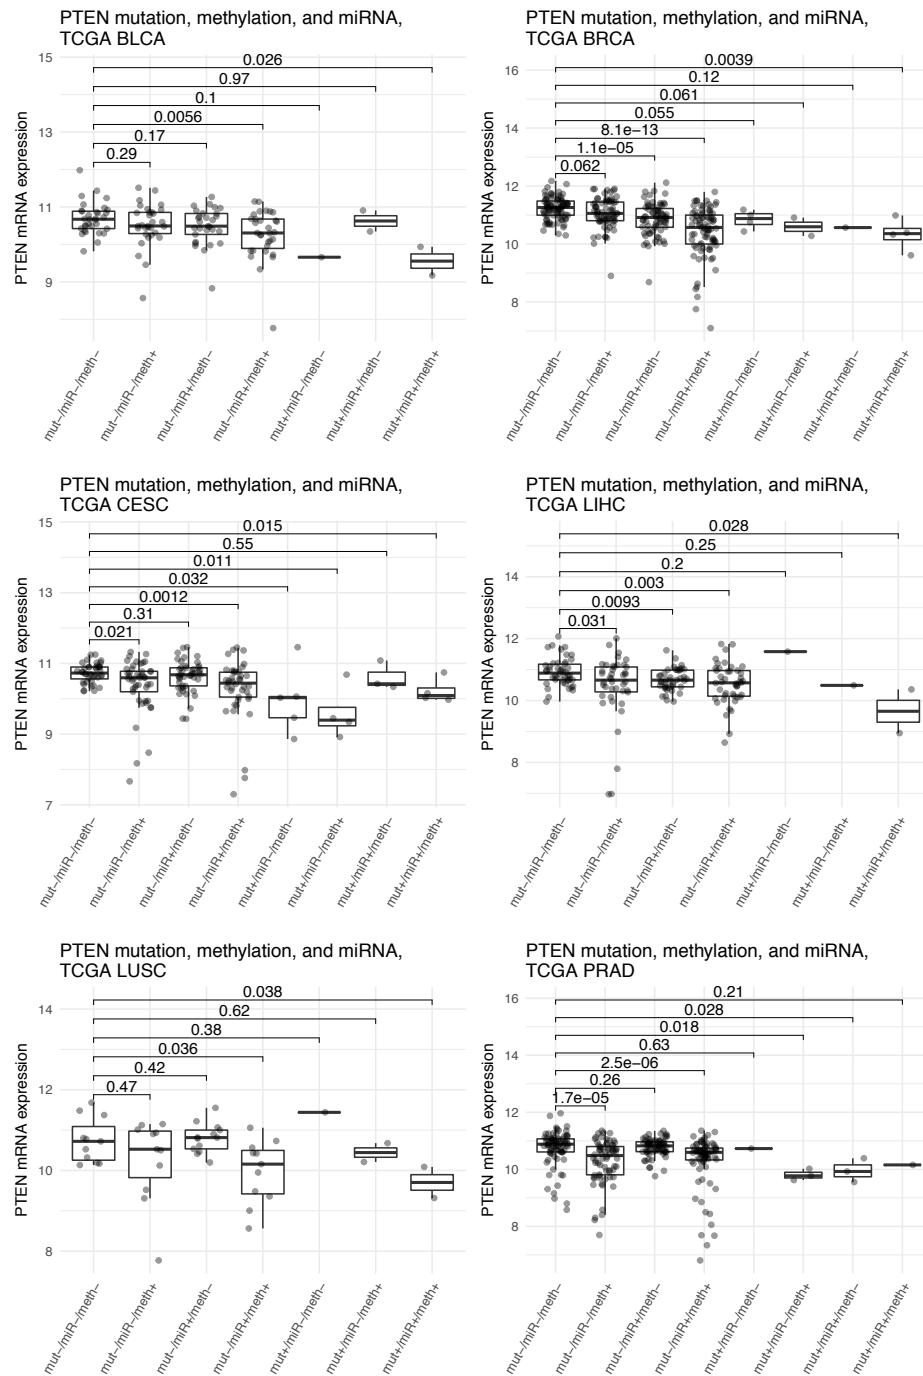 PTEN mutation, methylation, and miRNA,
TCGA BLCA
15
13
11
9
PTEN mRNA expression
0.026
0.97
0.1
0.0056
0.17
0.29
mut−/miR−/meth−
mut−/miR−/meth+
mut−/miR+/meth−
mut−/miR+/meth+
mut+/miR−/meth−
mut+/miR+/meth−
mut+/miR+/meth+
PTEN mutation, methylation, and miRNA,
TCGA BRCA
16
14
12
10
8
PTEN mRNA expression
0.0039
0.12
0.061
0.055
8.1e−13
1.1e−05
0.062
mut−/miR−/meth−
mut−/miR−/meth+
mut−/miR+/meth−
mut−/miR+/meth+
mut+/miR−/meth−
mut+/miR−/meth+
mut+/miR+/meth−
mut+/miR+/meth+
PTEN mutation, methylation, and miRNA,
TCGA CESC
15
13
11
9
7
PTEN mRNA expression
0.015
0.55
0.011
0.032
0.0012
0.31
0.021
mut−/miR−/meth−
mut−/miR−/meth+
mut−/miR+/meth−
mut−/miR+/meth+
mut+/miR−/meth−
mut+/miR−/meth+
mut+/miR+/meth−
mut+/miR+/meth+
PTEN mutation, methylation, and miRNA,
TCGA LIHC
14
12
10
8
PTEN mRNA expression
0.028
0.25
0.2
0.003
0.0093
0.031
mut−/miR−/meth−
mut−/miR−/meth+
mut−/miR+/meth−
mut−/miR+/meth+
mut+/miR−/meth−
mut+/miR−/meth+
mut+/miR+/meth+
PTEN mutation, methylation, and miRNA,
TCGA LUSC
14
12
10
8
PTEN mRNA expression
0.038
0.62
0.38
0.036
0.42
0.47
mut−/miR−/meth−
mut−/miR−/meth+
mut−/miR+/meth−
mut−/miR+/meth+
mut+/miR−/meth−
mut+/miR+/meth−
mut+/miR+/meth+
PTEN mutation, methylation, and miRNA,
TCGA PRAD
16
14
12
10
8
PTEN mRNA expression
0.21
0.028
0.018
0.63
2.5e−06
0.26
1.7e−05
mut−/miR−/meth−
mut−/miR−/meth+
mut−/miR+/meth−
mut−/miR+/meth+
mut+/miR−/meth−
mut+/miR−/meth+
mut+/miR+/meth−
mut+/miR+/meth+